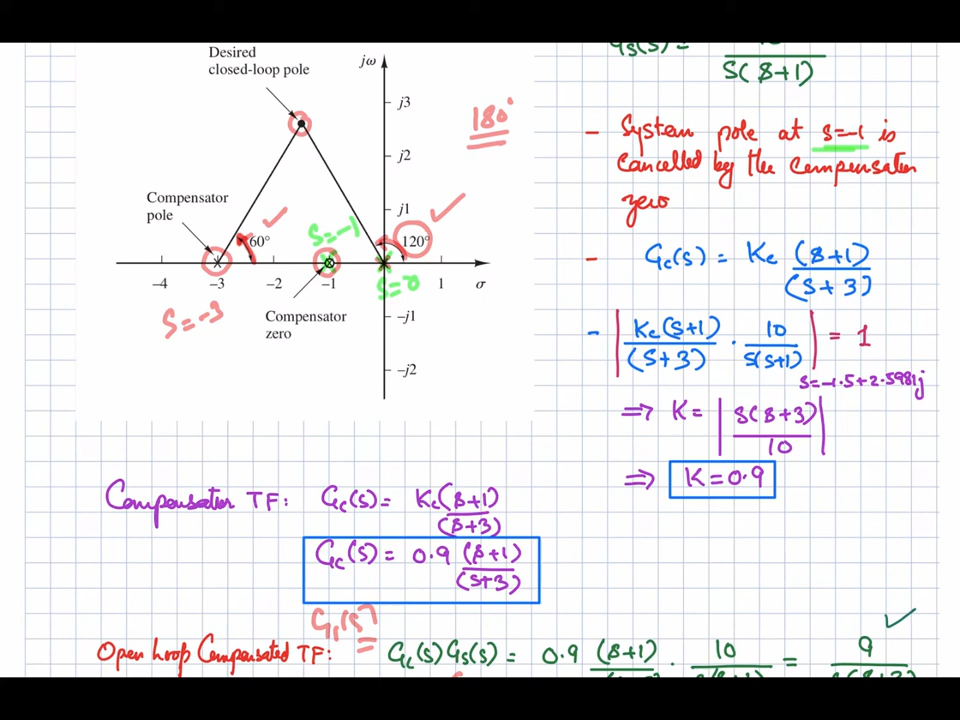 Desired
closed-loop pole
jω
j3
j2
j1
-j1
-j2
180°
Compensator
pole
60°
S=-1
120°
-4
-3
-2
-1
1
σ
S=0
S=-3
Compensator
zero
S(S+1)
- System pole at S=-1 is
cancelled by the compensator
zero
- Gc(s) = Kc (S+1)
(S+3)
- | Kc(S+1) . 10 | = 1
(S+3) S(S+1)
S=-1.5+2.5981j
⇒ K = | S(S+3) |
10
⇒ K=0.9
Compensator TF: Gc(s) = Kc(S+1)
(S+3)
Gc(s) = 0.9 (S+1)
(S+3)
Open Loop Compensated TF: Gc(s) Gs(s) = 0.9 (S+1) . 10 = 9